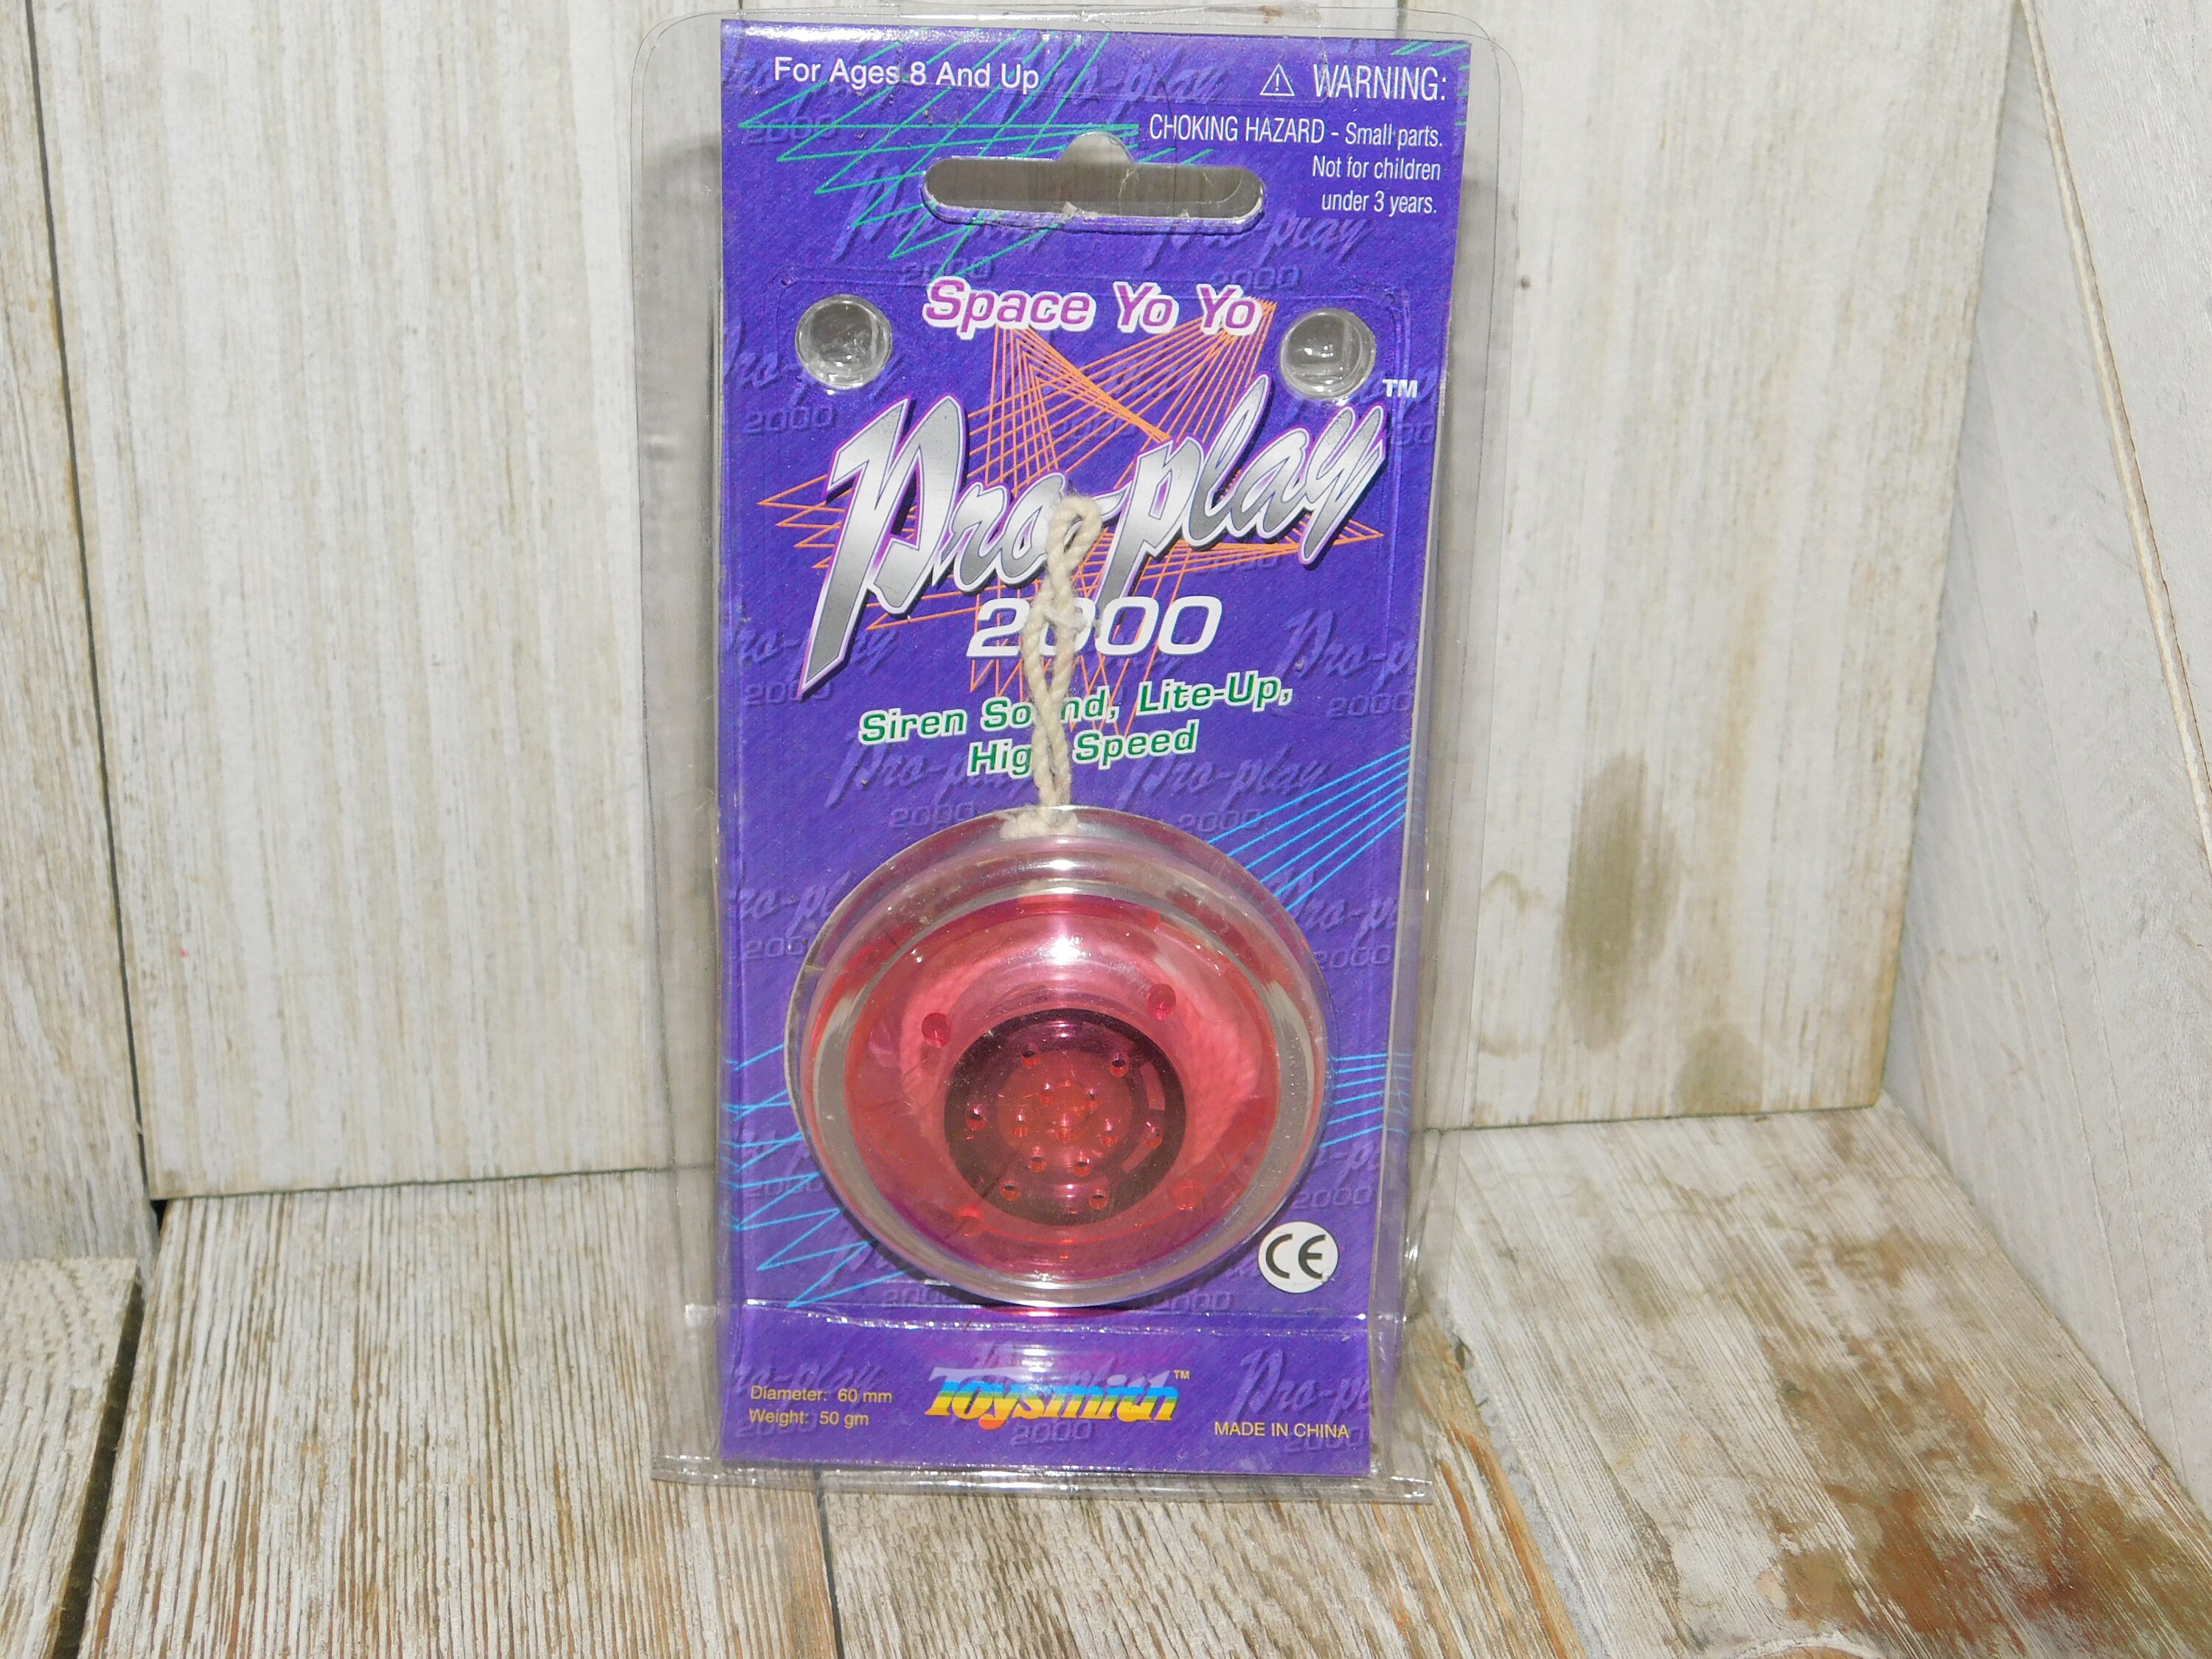 For Ages 8 And Up
⚠ WARNING:
CHOKING HAZARD - Small parts.
Not for children
under 3 years.
Space Yo Yo
Pro-play™
2000
Siren Sound, Lite-Up,
High Speed
CE
Diameter: 60 mm
Weight: 50 gm
Toysmith™
MADE IN CHINA